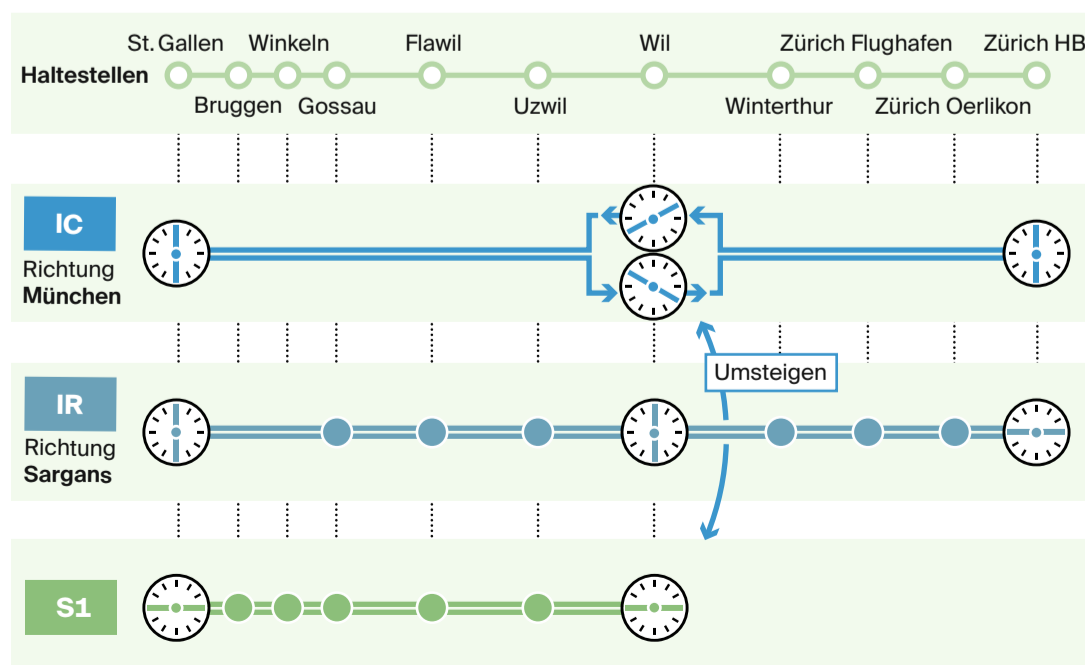 St. Gallen Winkeln Flawil Wil Zürich Flughafen Zürich HB
Haltestellen
Bruggen Gossau Uzwil Winterthur Zürich Oerlikon
IC
Richtung
München
Umsteigen
IR
Richtung
Sargans
S1